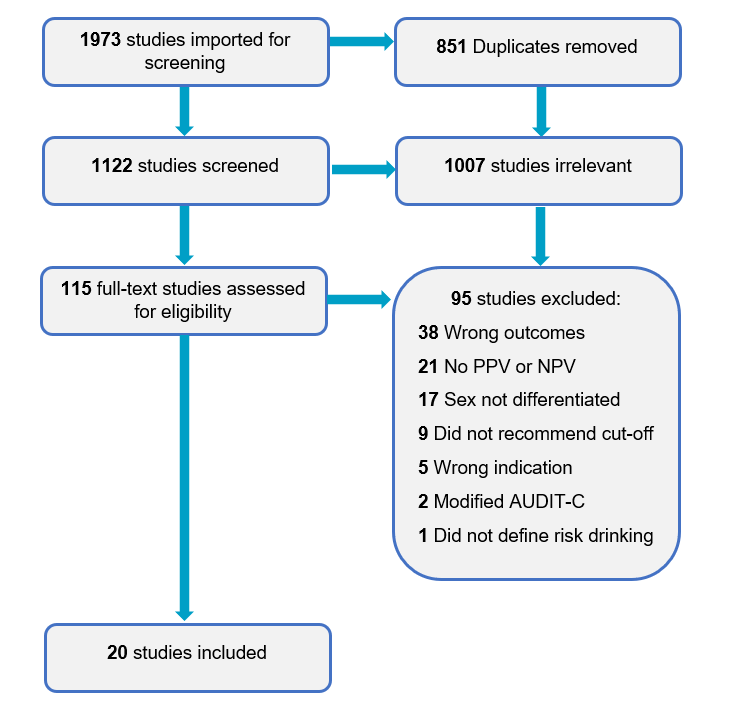 1973 studies imported for
screening
851 Duplicates removed
1122 studies screened
1007 studies irrelevant
115 full-text studies assessed
for eligibility
95 studies excluded:
38 Wrong outcomes
21 No PPV or NPV
17 Sex not differentiated
9 Did not recommend cut-off
5 Wrong indication
2 Modified AUDIT-C
1 Did not define risk drinking
20 studies included